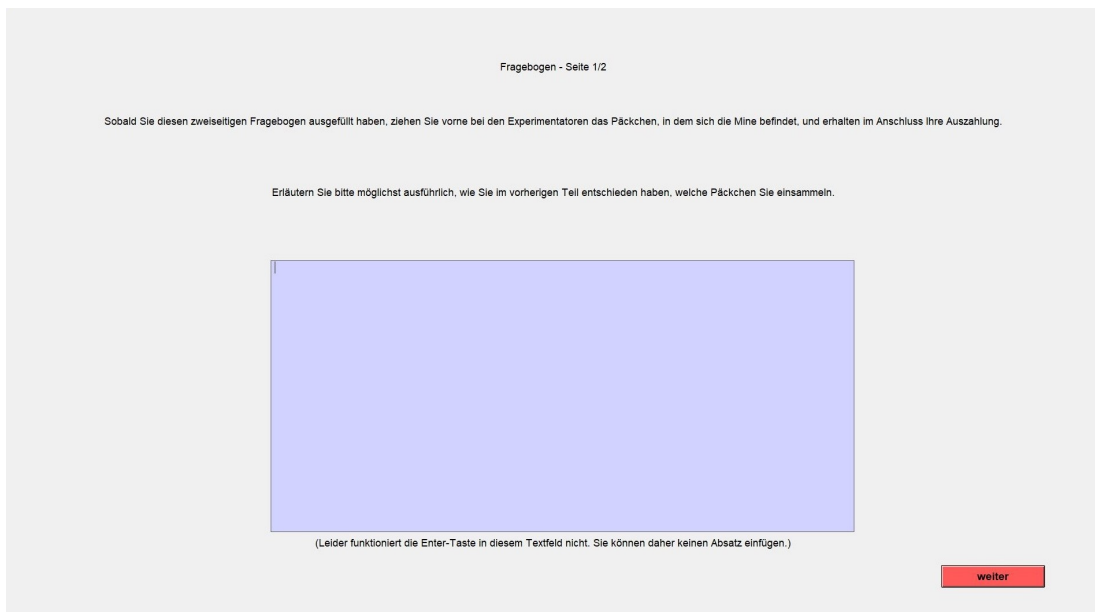 Fragebogen - Seite 1/2
Sobald Sie diesen zweiseitigen Fragebogen ausgefüllt haben, ziehen Sie vorne bei den Experimentatoren das Päckchen, in dem sich die Mine befindet, und erhalten im Anschluss Ihre Auszahlung.
Erläutern Sie bitte möglichst ausführlich, wie Sie im vorherigen Teil entschieden haben, welche Päckchen Sie einsammeln.
(Leider funktioniert die Enter-Taste in diesem Textfeld nicht. Sie können daher keinen Absatz einfügen.)
weiter